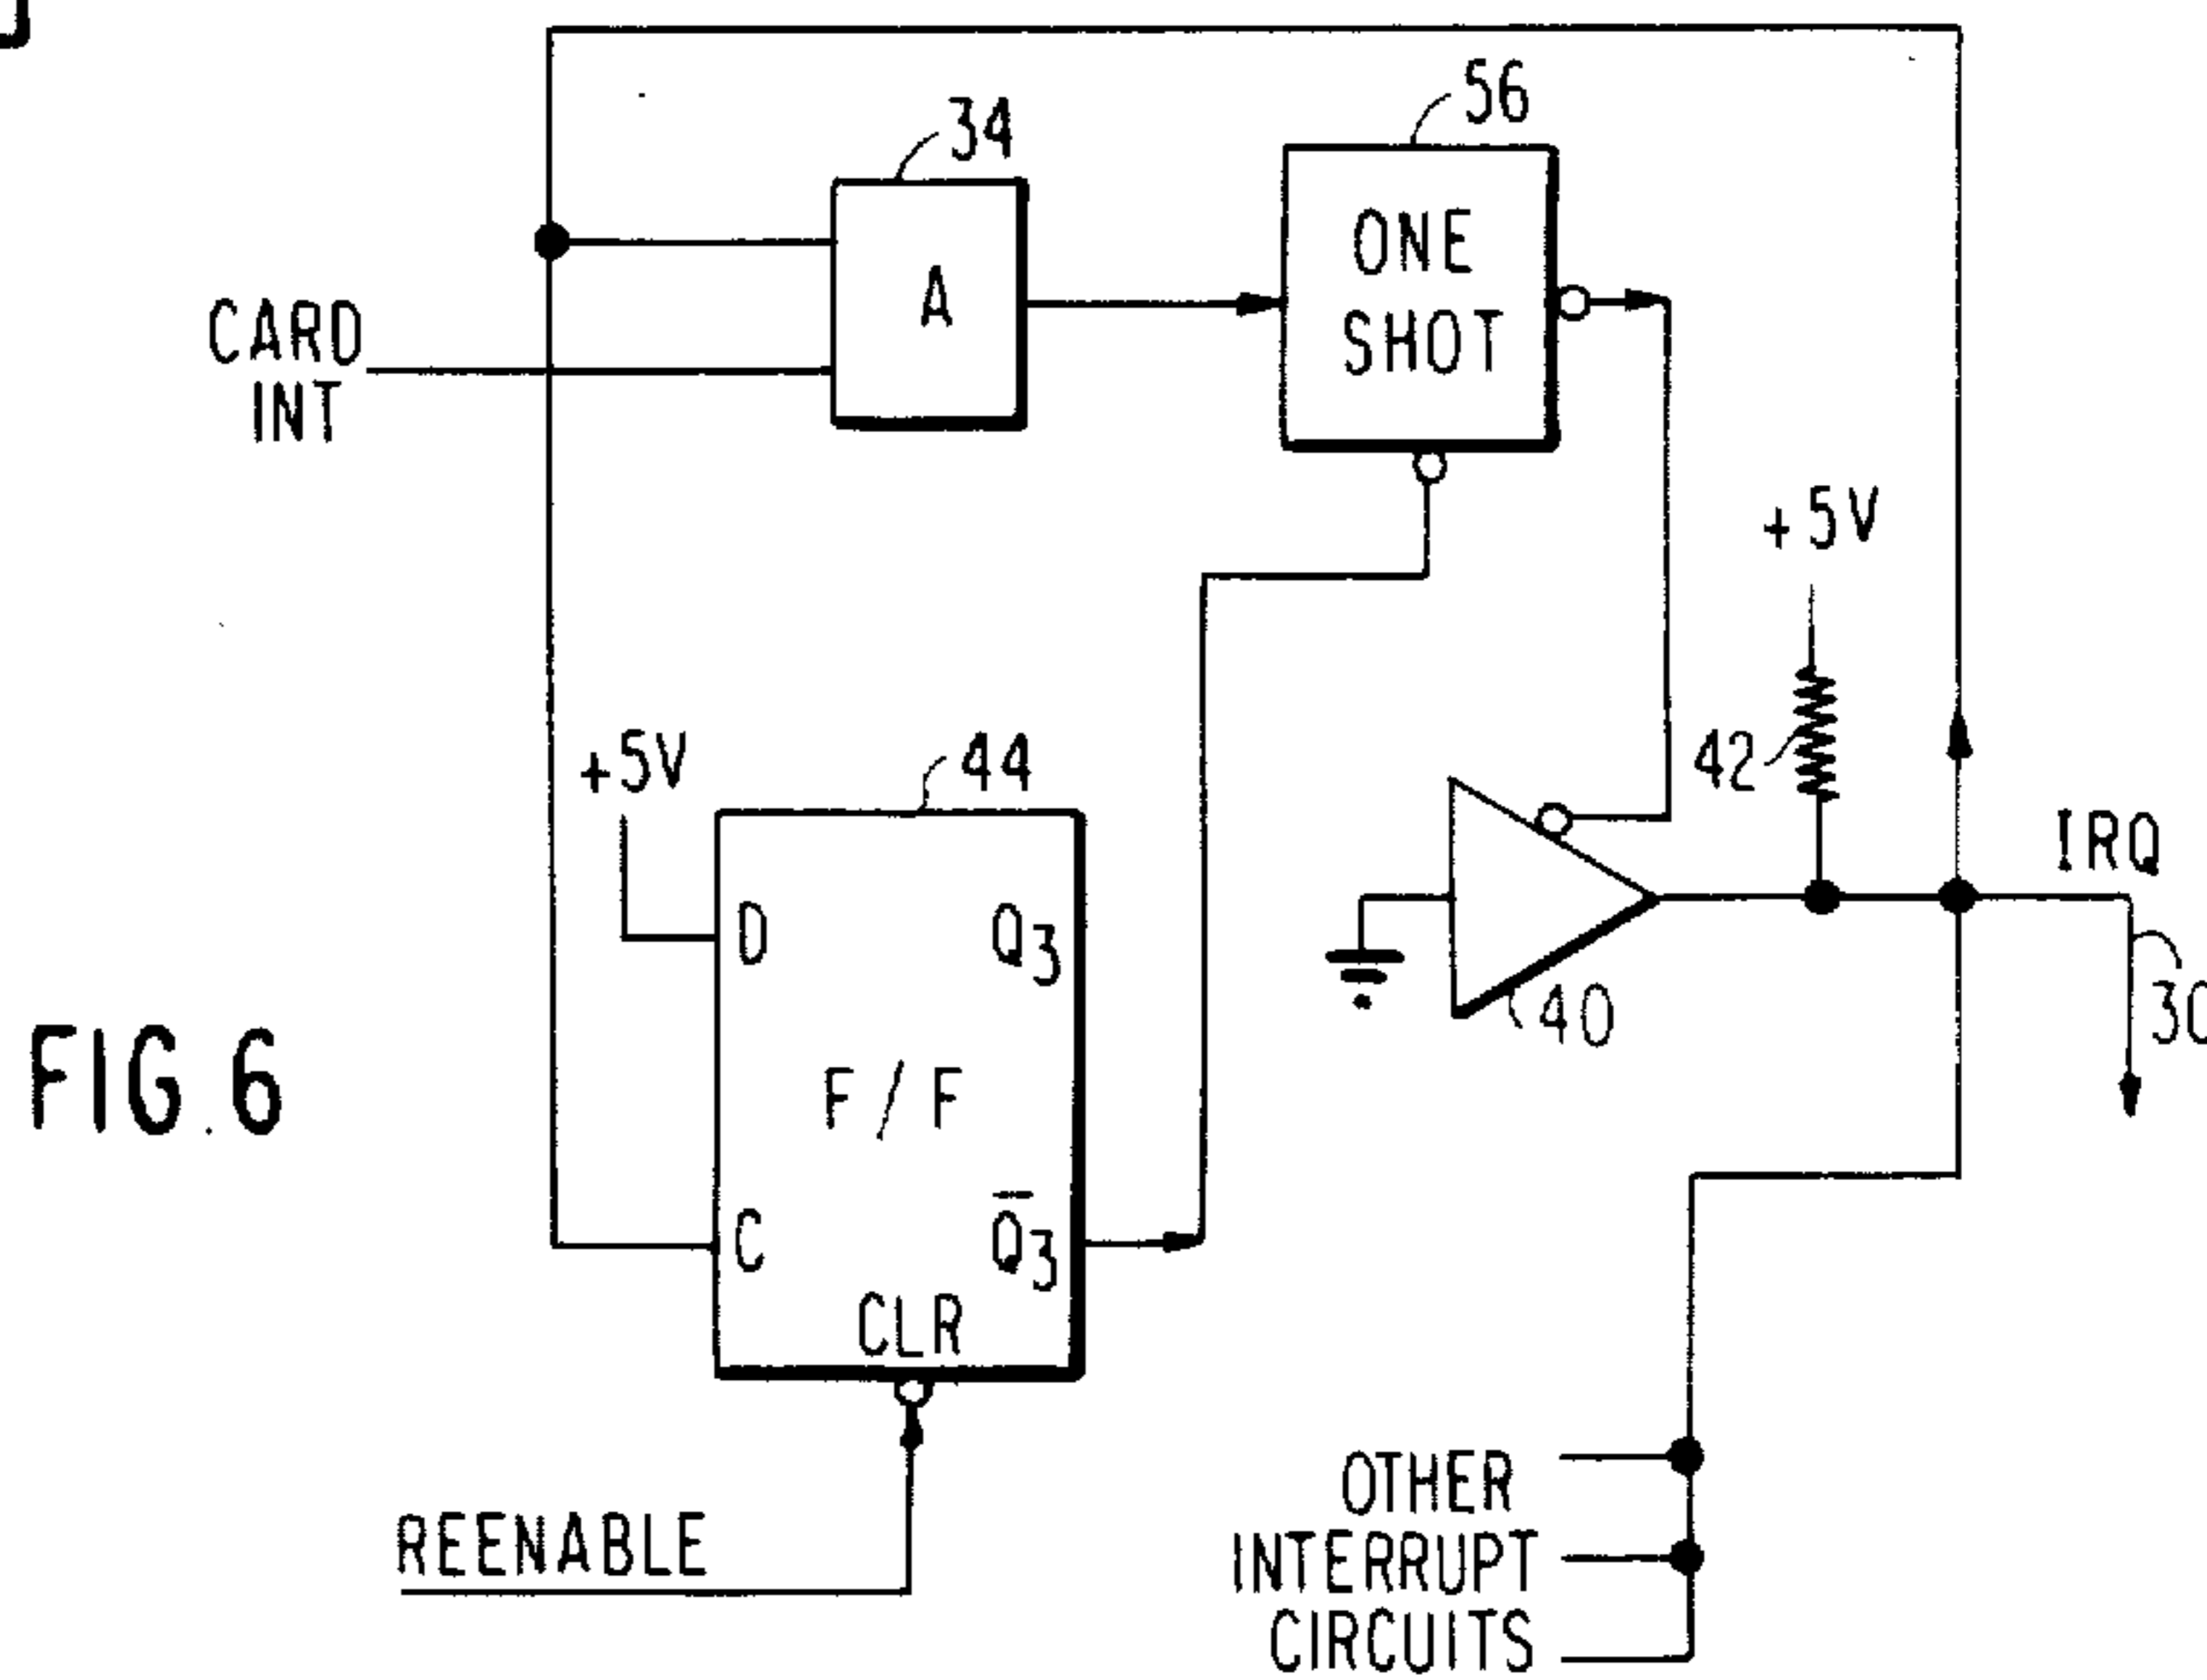 56
34
ONE
SHOT
A
CARD
INT
+5V
42
+5V
44
IRQ
D
Q3
40
30
F/F
FIG.6
C
Q̅3
CLR
REENABLE
OTHER
INTERRUPT
CIRCUITS